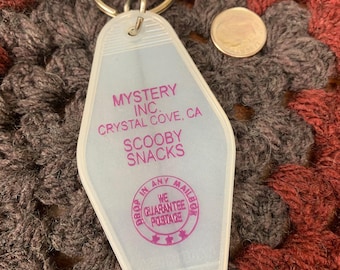 MYSTERY
INC.
CRYSTAL COVE, CA
SCOOBY
SNACKS
DROP IN ANY MAILBOX
WE
GUARANTEE
POSTAGE